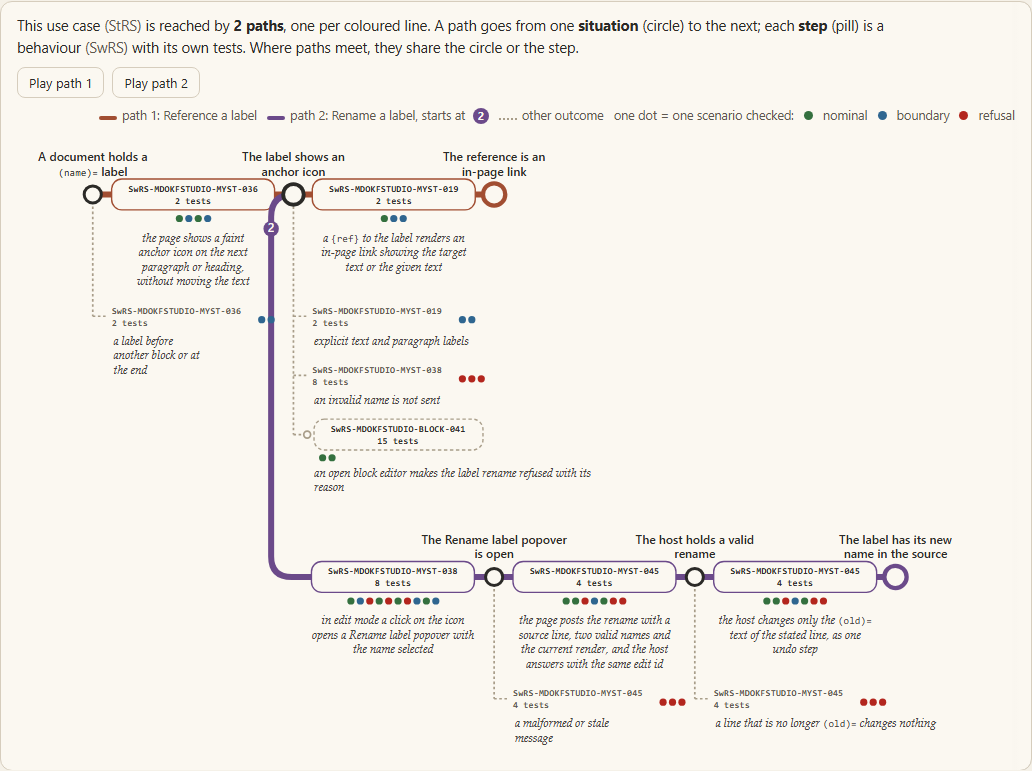 This use case (StRS) is reached by 2 paths, one per coloured line. A path goes from one situation (circle) to the next; each step (pill) is a
behaviour (SwRS) with its own tests. Where paths meet, they share the circle or the step.
Play path 1
Play path 2
path 1: Reference a label
path 2: Rename a label, starts at 2
other outcome
one dot = one scenario checked:
nominal
boundary
refusal
A document holds a
(name)= label
The label shows an
anchor icon
The reference is an
in-page link
SwRS-MDOKFSTUDIO-MYST-036
2 tests
SwRS-MDOKFSTUDIO-MYST-019
2 tests
2
the page shows a faint
anchor icon on the next
paragraph or heading,
without moving the text
a {ref} to the label renders an
in-page link showing the target
text or the given text
SwRS-MDOKFSTUDIO-MYST-036
2 tests
a label before
another block or at
the end
SwRS-MDOKFSTUDIO-MYST-019
2 tests
explicit text and paragraph labels
SwRS-MDOKFSTUDIO-MYST-038
8 tests
an invalid name is not sent
SwRS-MDOKFSTUDIO-BLOCK-041
15 tests
an open block editor makes the label rename refused with its
reason
The Rename label popover
is open
The host holds a valid
rename
The label has its new
name in the source
SwRS-MDOKFSTUDIO-MYST-038
8 tests
SwRS-MDOKFSTUDIO-MYST-045
4 tests
SwRS-MDOKFSTUDIO-MYST-045
4 tests
in edit mode a click on the icon
opens a Rename label popover with
the name selected
the page posts the rename with a
source line, two valid names and
the current render, and the host
answers with the same edit id
the host changes only the (old)=
text of the stated line, as one
undo step
SwRS-MDOKFSTUDIO-MYST-045
4 tests
a malformed or stale
message
SwRS-MDOKFSTUDIO-MYST-045
4 tests
a line that is no longer (old)= changes nothing